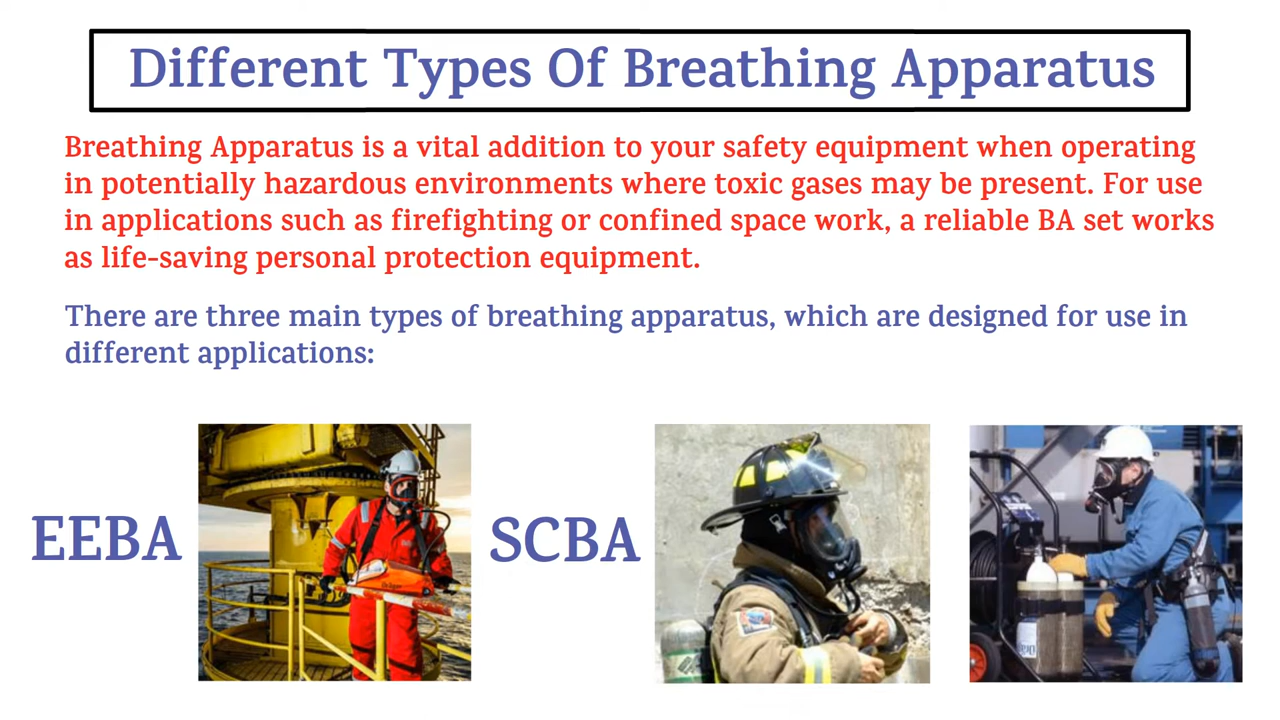 Different Types Of Breathing Apparatus
Breathing Apparatus is a vital addition to your safety equipment when operating
in potentially hazardous environments where toxic gases may be present. For use
in applications such as firefighting or confined space work, a reliable BA set works
as life-saving personal protection equipment.
There are three main types of breathing apparatus, which are designed for use in
different applications:
EEBA
SCBA